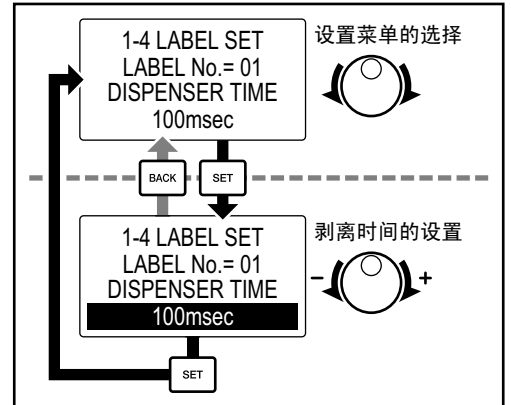 1-4 LABEL SET
LABEL No.= 01
DISPENSER TIME
100msec
设置菜单的选择
BACK
SET
1-4 LABEL SET
LABEL No.= 01
DISPENSER TIME
100msec
剥离时间的设置
- +
SET